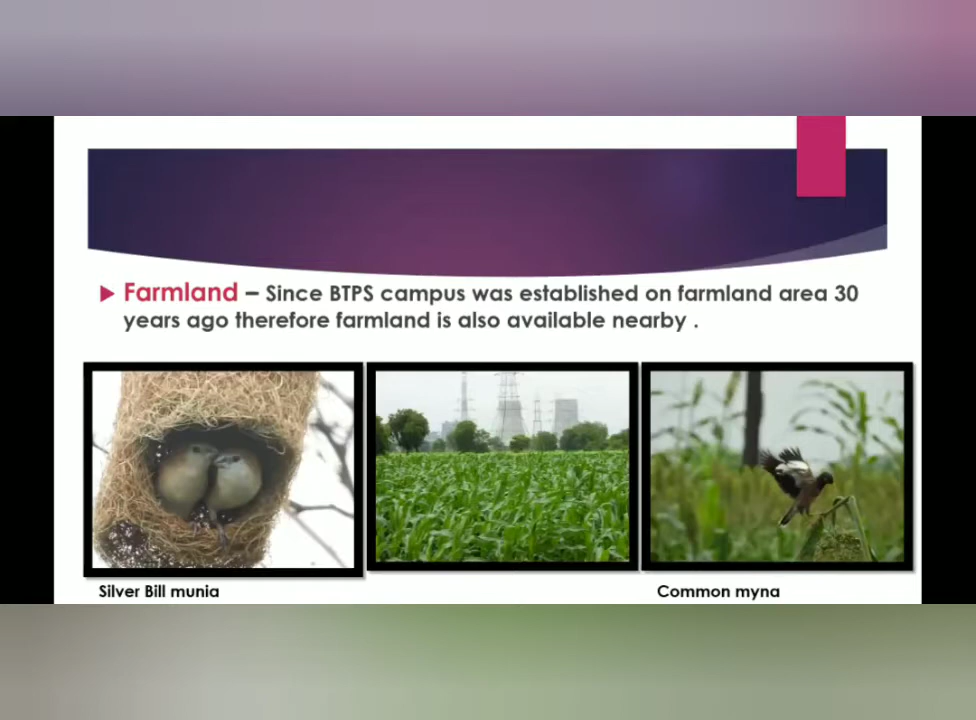 Farmland – Since BTPS campus was established on farmland area 30
years ago therefore farmland is also available nearby .
Silver Bill munia
Common myna